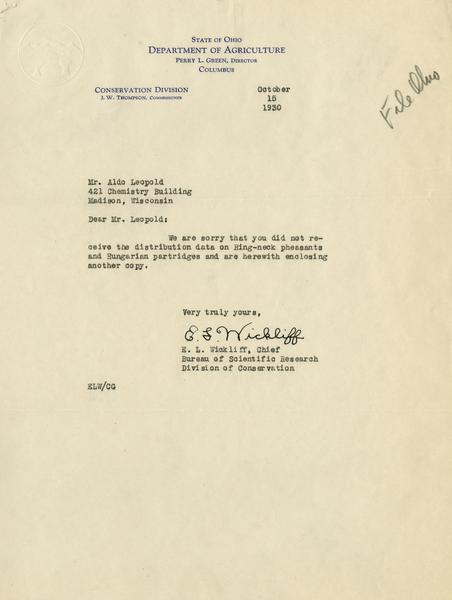 STATE OF OHIO
DEPARTMENT OF AGRICULTURE
PERRY L. GREEN, DIRECTOR
COLUMBUS
CONSERVATION DIVISION
J. W. THOMPSON, COMMISSIONER
October
15
1930
File Ohio
Mr. Aldo Leopold
421 Chemistry Building
Madison, Wisconsin
Dear Mr. Leopold:
We are sorry that you did not re-
ceive the distribution data on Ring-neck pheasants
and Hungarian partridges and are herewith enclosing
another copy.
Very truly yours,
E. L. Wickliff
E. L. Wickliff, Chief
Bureau of Scientific Research
Division of Conservation
ELW/CG